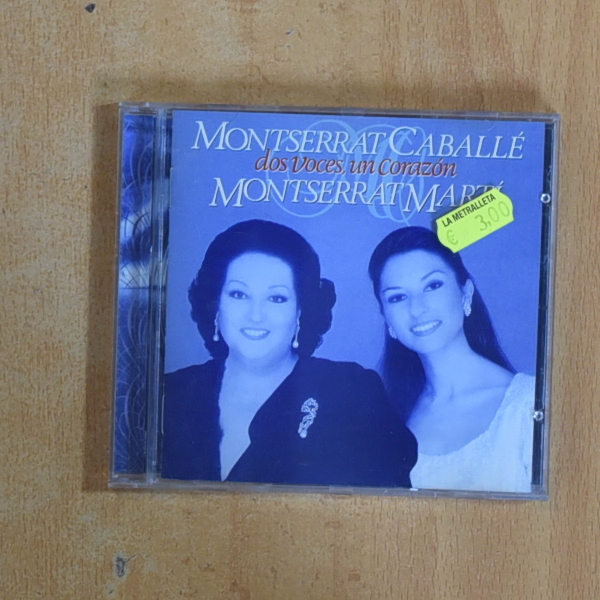 MONTSERRAT CABALLÉ
dos voces, un corazón
MONTSERRAT MARTÍ
LA METRALLETA
€ 3,00